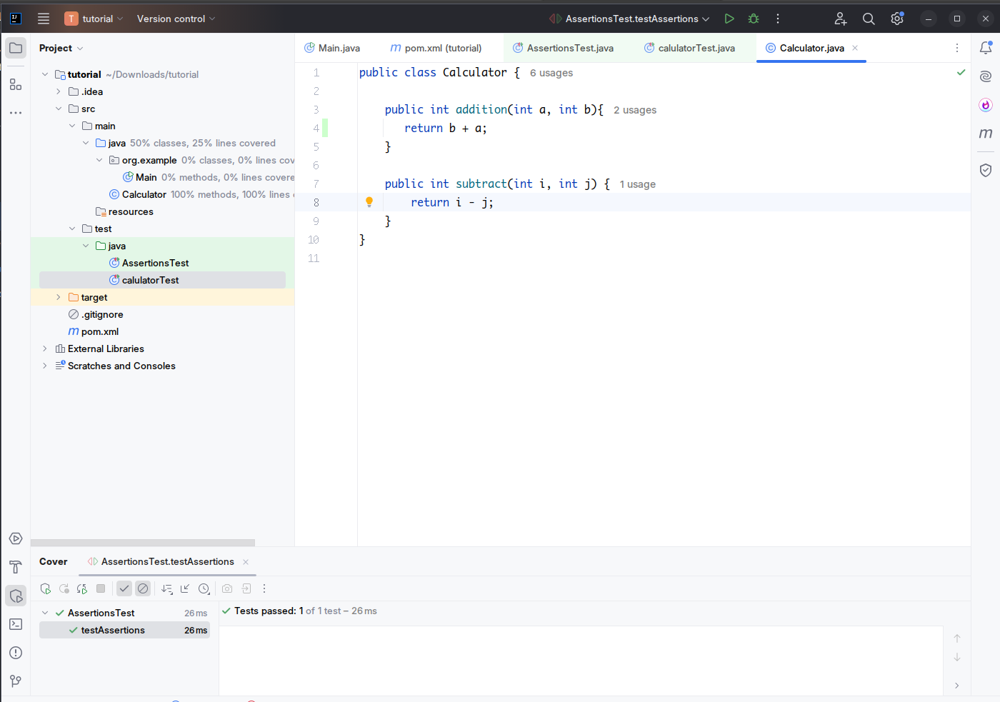 T tutorial Version control AssertionsTest.testAssertions
Project
Main.java pom.xml (tutorial) AssertionsTest.java calulatorTest.java Calculator.java
tutorial ~/Downloads/tutorial
.idea
src
main
java 50% classes, 25% lines covered
org.example 0% classes, 0% lines cov
Main 0% methods, 0% lines covere
Calculator 100% methods, 100% lines
resources
test
java
AssertionsTest
calulatorTest
target
.gitignore
pom.xml
External Libraries
Scratches and Consoles
1 public class Calculator { 6 usages
2
3 public int addition(int a, int b){ 2 usages
4 return b + a;
5 }
6
7 public int subtract(int i, int j) { 1 usage
8 return i - j;
9 }
10 }
11
Cover AssertionsTest.testAssertions
AssertionsTest 26 ms
testAssertions 26 ms
Tests passed: 1 of 1 test – 26 ms